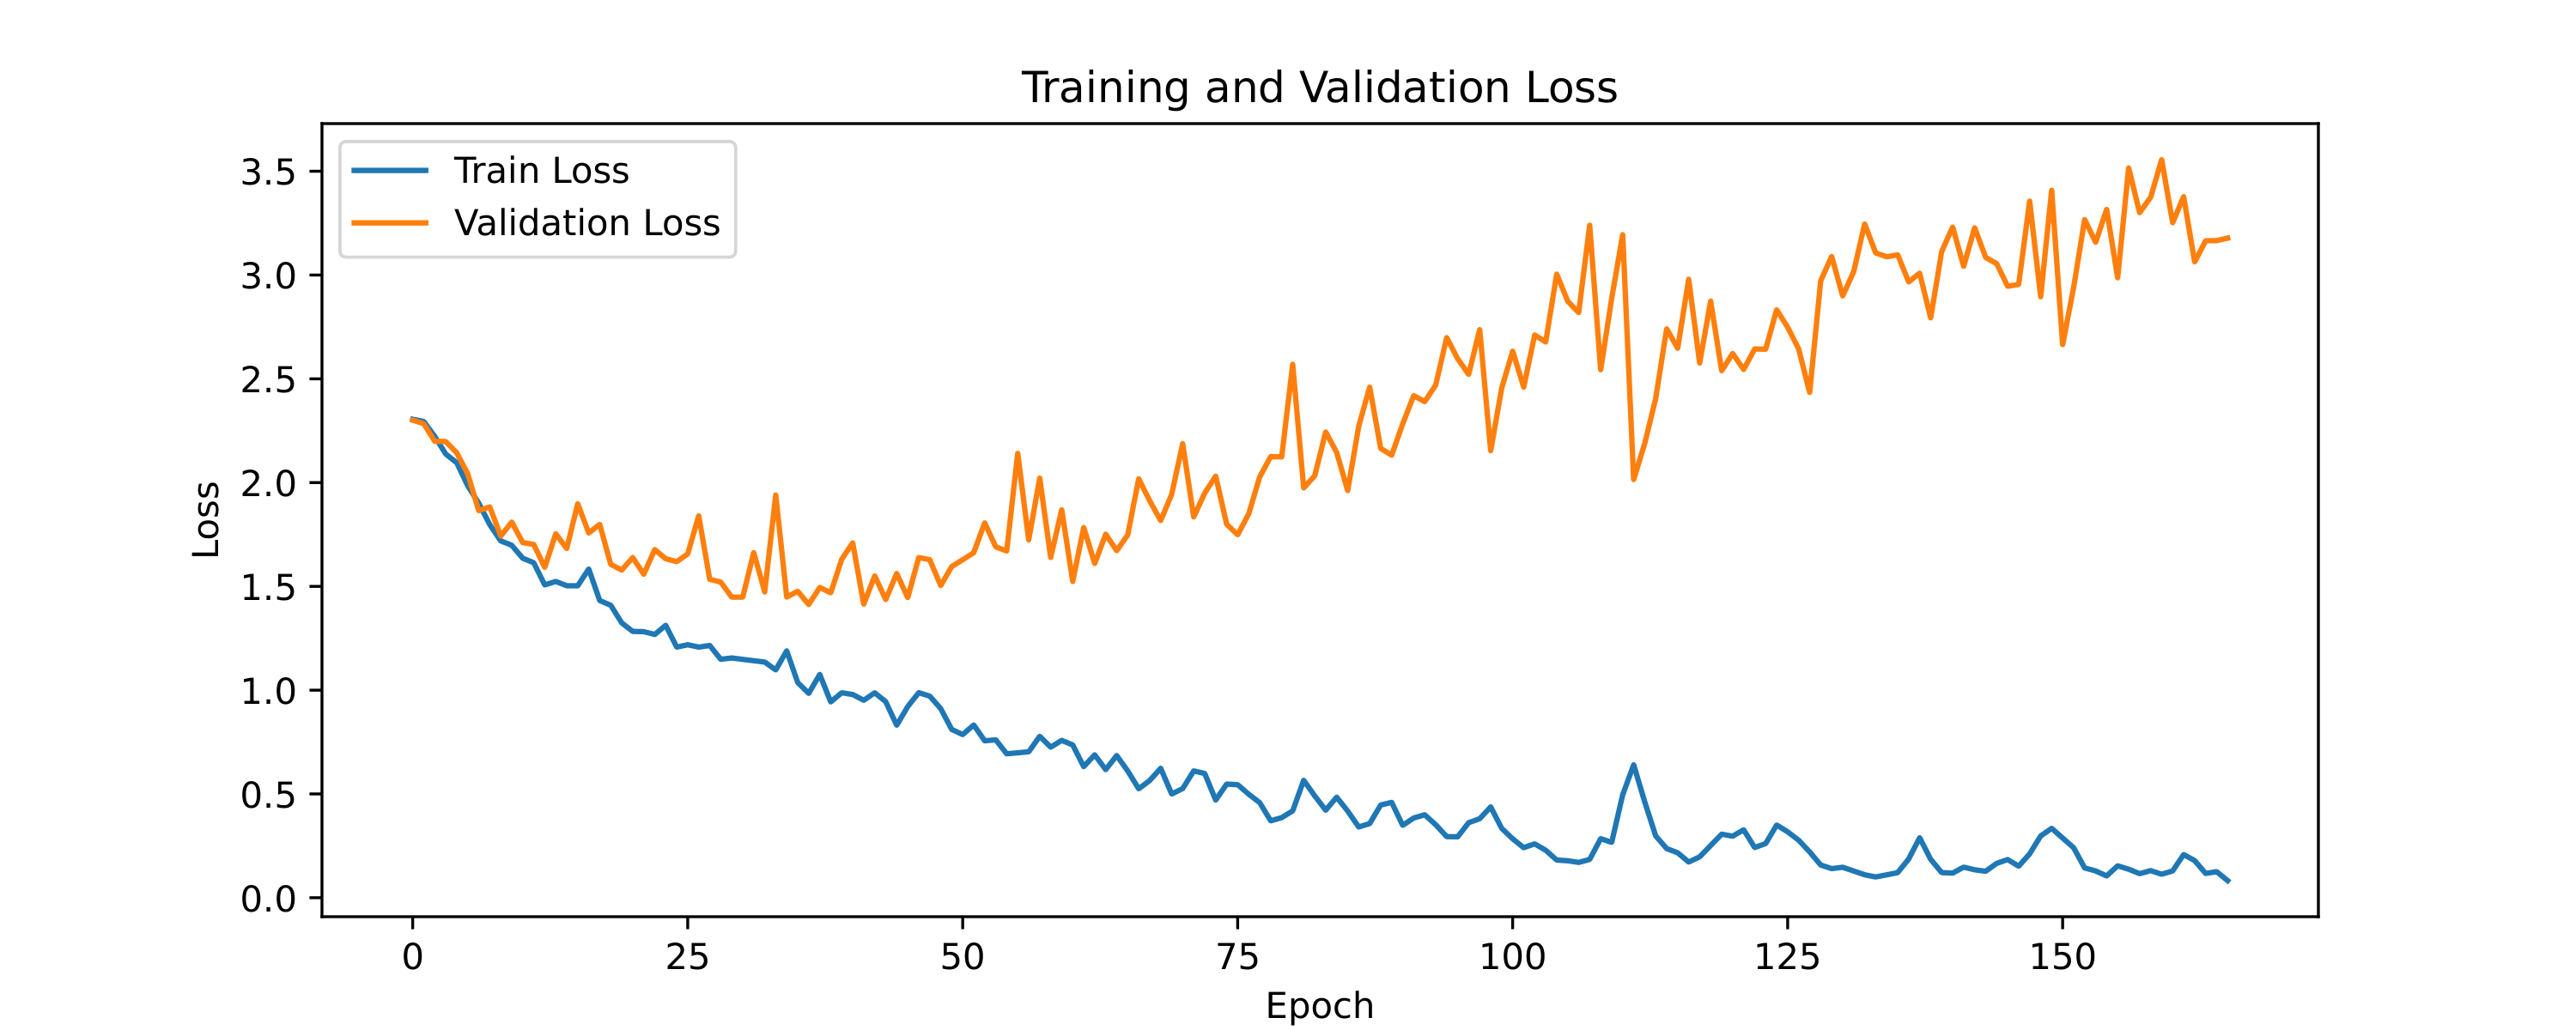 Training and Validation Loss
Train Loss
Validation Loss
3.5
3.0
2.5
2.0
1.5
1.0
0.5
0.0
Loss
0 25 50 75 100 125 150
Epoch